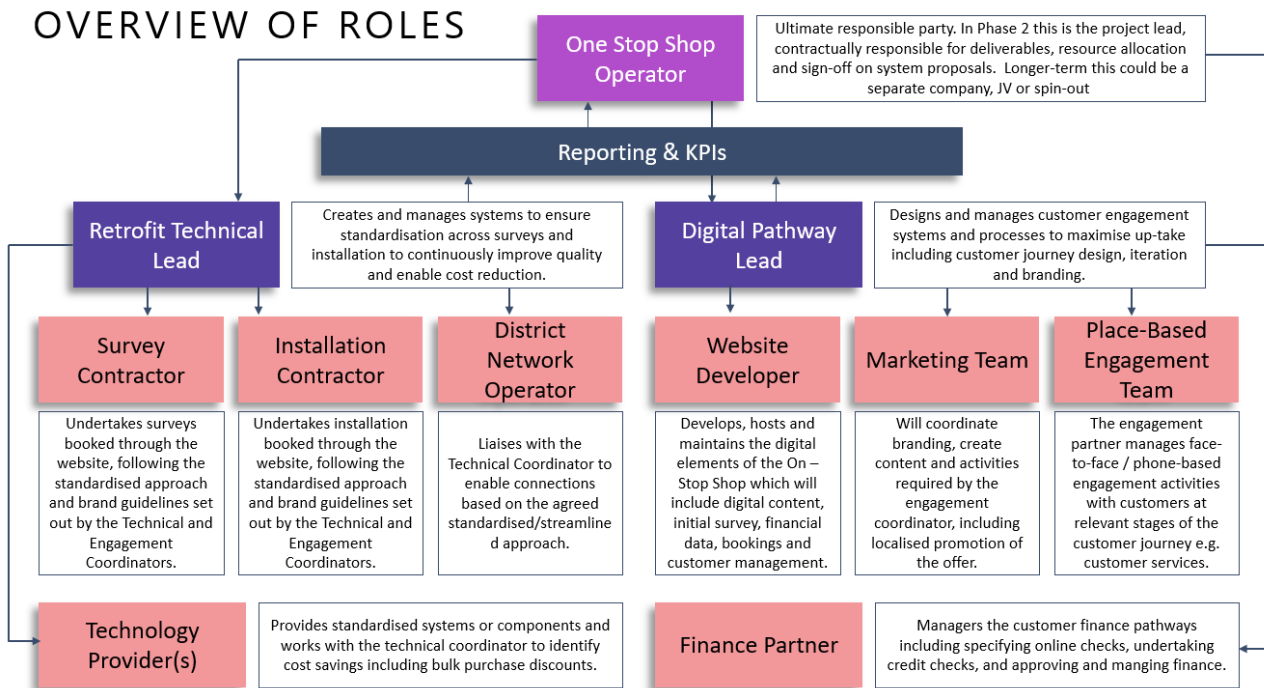 OVERVIEW OF ROLES
One Stop Shop
Operator
Ultimate responsible party. In Phase 2 this is the project lead,
contractually responsible for deliverables, resource allocation
and sign-off on system proposals.  Longer-term this could be a
separate company, JV or spin-out
Reporting & KPIs
Retrofit Technical
Lead
Creates and manages systems to ensure
standardisation across surveys and
installation to continuously improve quality
and enable cost reduction.
Digital Pathway
Lead
Designs and manages customer engagement
systems and processes to maximise up-take
including customer journey design, iteration
and branding.
Survey
Contractor
Installation
Contractor
District
Network
Operator
Website
Developer
Marketing Team
Place-Based
Engagement
Team
Undertakes surveys
booked through the
website, following the
standardised approach
and brand guidelines set
out by the Technical and
Engagement
Coordinators.
Undertakes installation
booked through the
website, following the
standardised approach
and brand guidelines set
out by the Technical and
Engagement
Coordinators.
Liaises with the
Technical Coordinator to
enable connections
based on the agreed
standardised/streamline
d approach.
Develops, hosts and
maintains the digital
elements of the On –
Stop Shop which will
include digital content,
initial survey, financial
data, bookings and
customer management.
Will coordinate
branding, create
content and activities
required by the
engagement
coordinator, including
localised promotion of
the offer.
The engagement
partner manages face-
to-face / phone-based
engagement activities
with customers at
relevant stages of the
customer journey e.g.
customer services.
Technology
Provider(s)
Provides standardised systems or components and
works with the technical coordinator to identify
cost savings including bulk purchase discounts.
Finance Partner
Managers the customer finance pathways
including specifying online checks, undertaking
credit checks, and approving and manging finance.